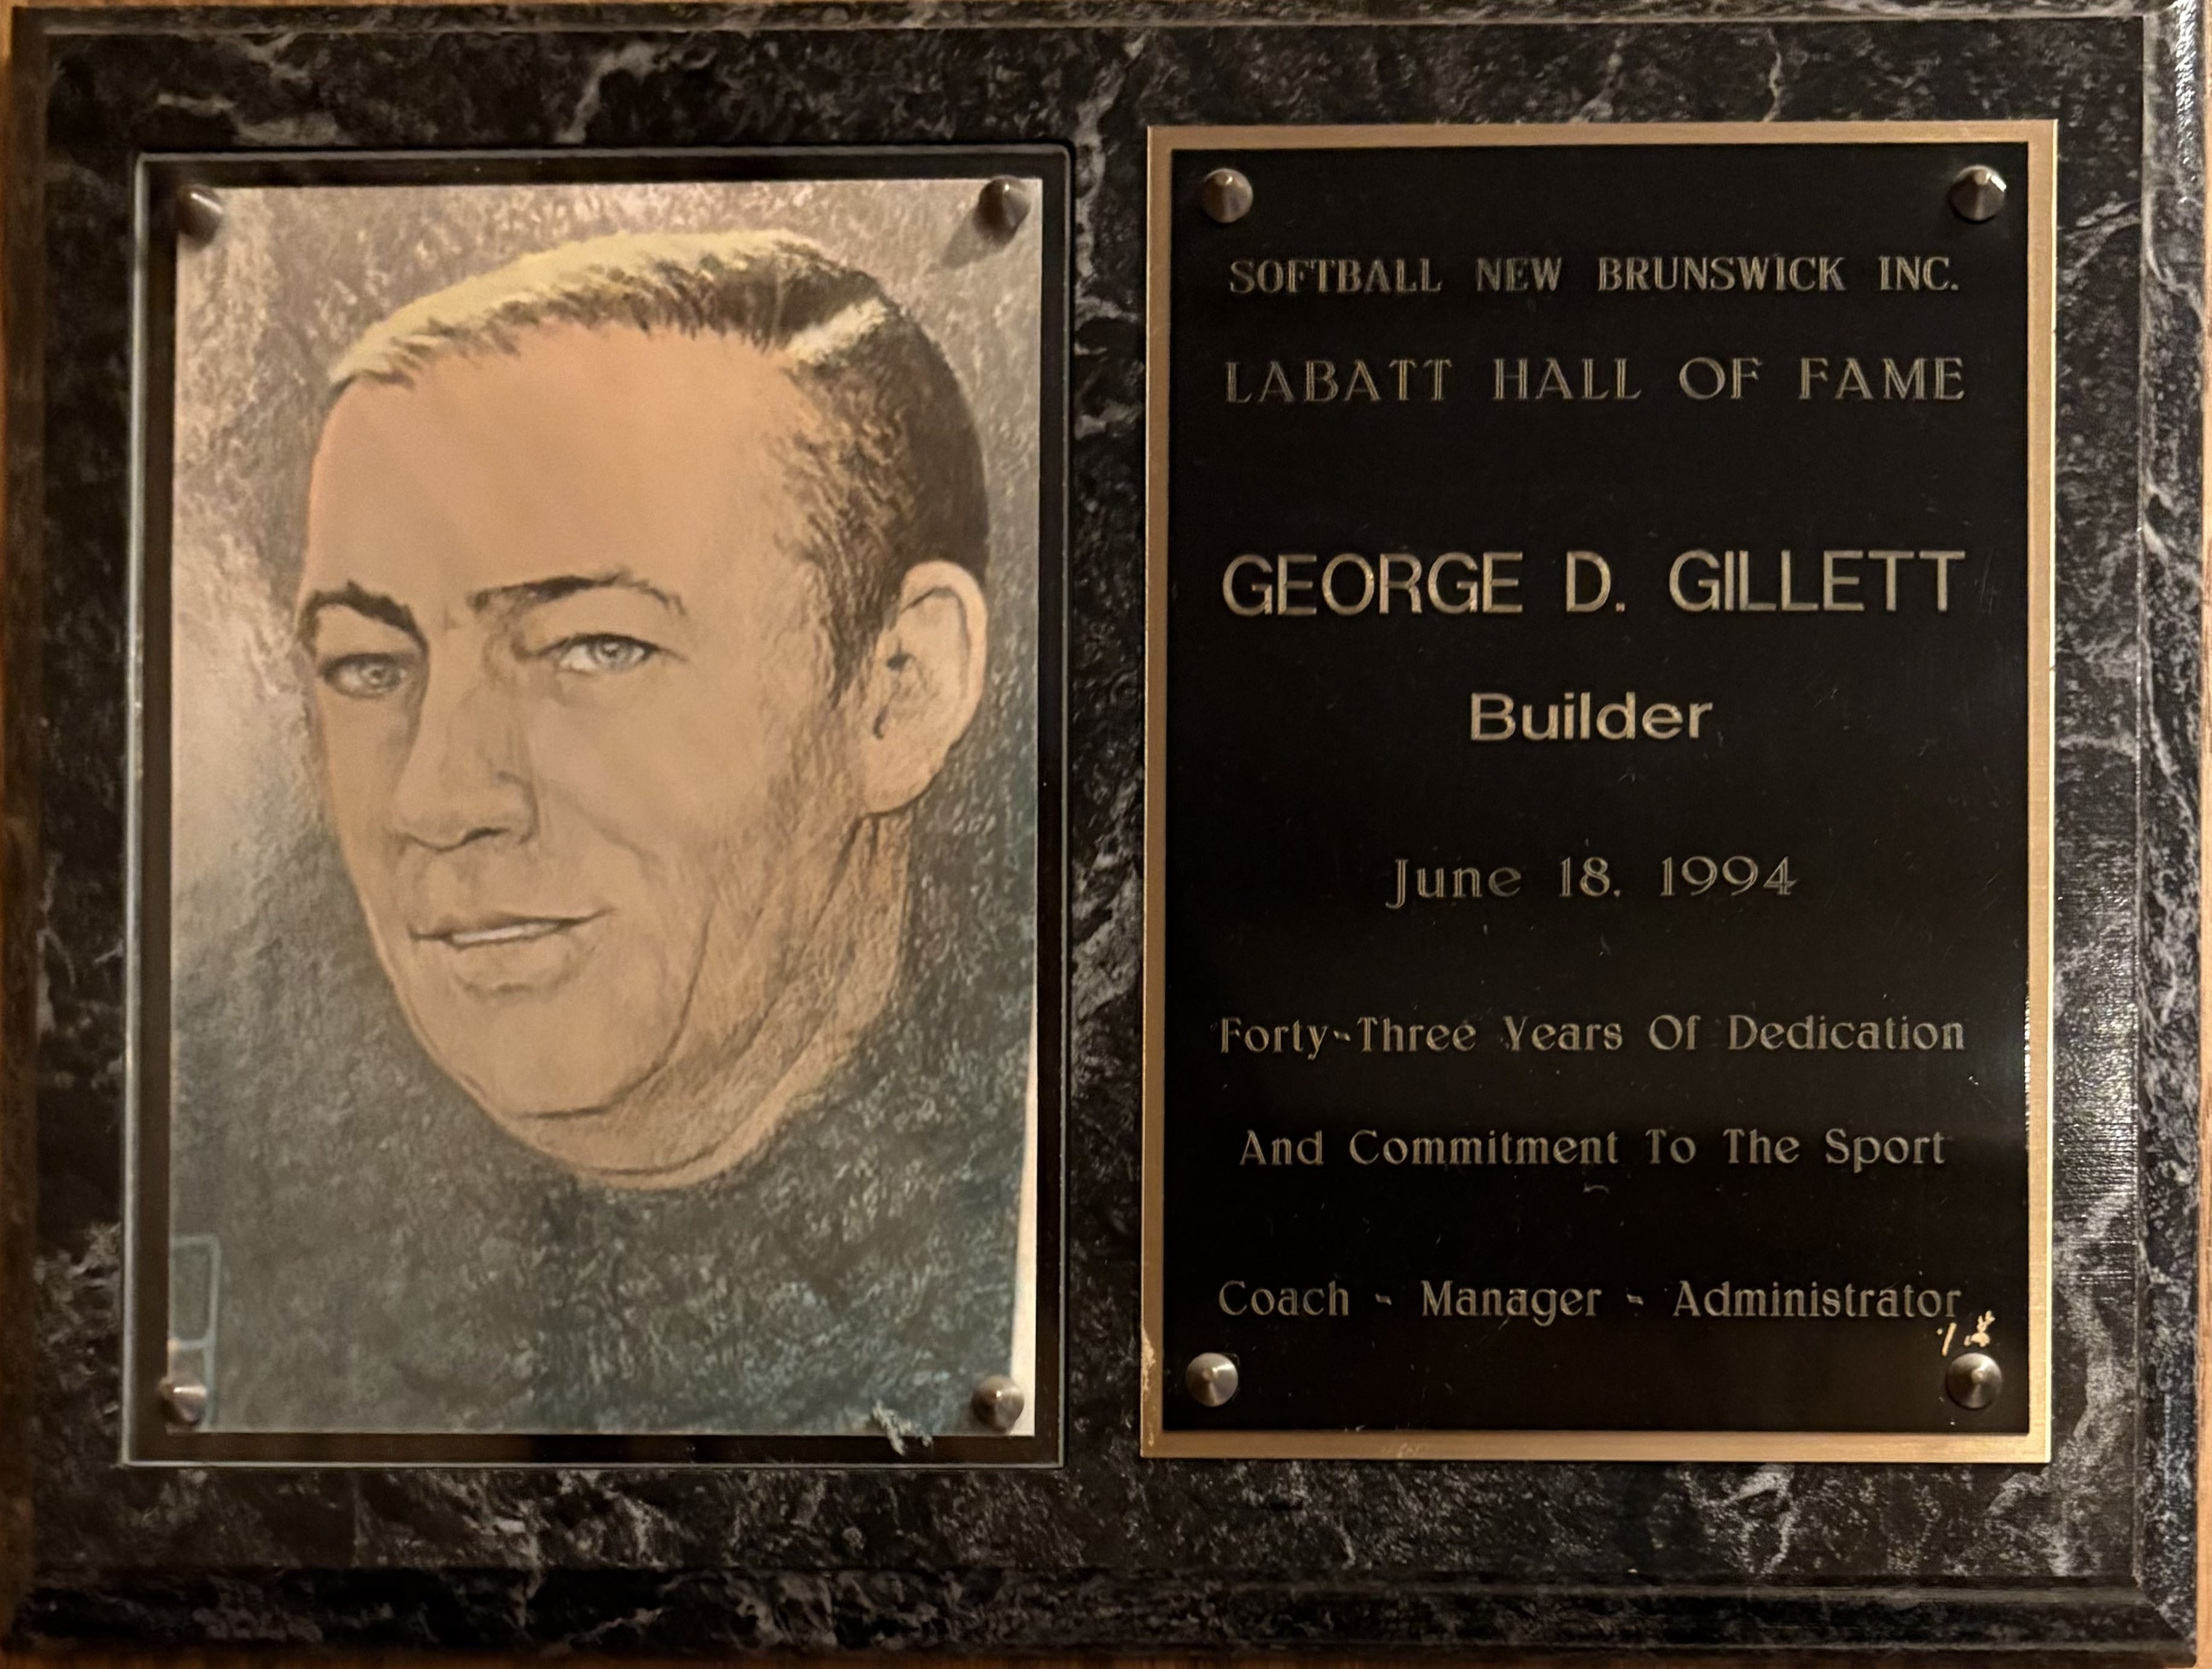 SOFTBALL NEW BRUNSWICK INC.
LABATT HALL OF FAME
GEORGE D. GILLETT
Builder
June 18, 1994
Forty-Three Years Of Dedication
And Commitment To The Sport
Coach - Manager - Administrator